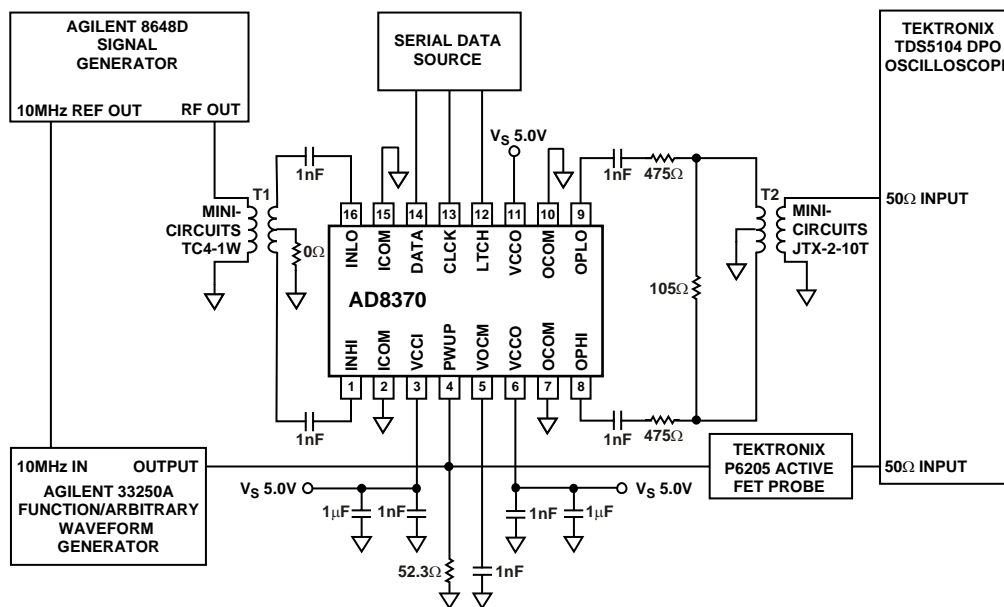 AGILENT 8648D
SIGNAL
GENERATOR
10MHz REF OUT
RF OUT
SERIAL DATA
SOURCE
TEKTRONIX
TDS5104 DPO
OSCILLOSCOPE
VS 5.0V
1nF
1nF
475Ω
T1
T2
MINI-
CIRCUITS
TC4-1W
0Ω
16
15
14
13
12
11
10
9
INLO
ICOM
DATA
CLCK
LTCH
VCCO
OCOM
OPLO
MINI-
CIRCUITS
JTX-2-10T
50Ω INPUT
AD8370
105Ω
INHI
ICOM
VCCI
PWUP
VOCM
VCCO
OCOM
OPHI
1
2
3
4
5
6
7
8
1nF
1nF
475Ω
10MHz IN
OUTPUT
AGILENT 33250A
FUNCTION/ARBITRARY
WAVEFORM
GENERATOR
TEKTRONIX
P6205 ACTIVE
FET PROBE
50Ω INPUT
VS 5.0V
VS 5.0V
1μF
1nF
1nF
1μF
52.3Ω
1nF